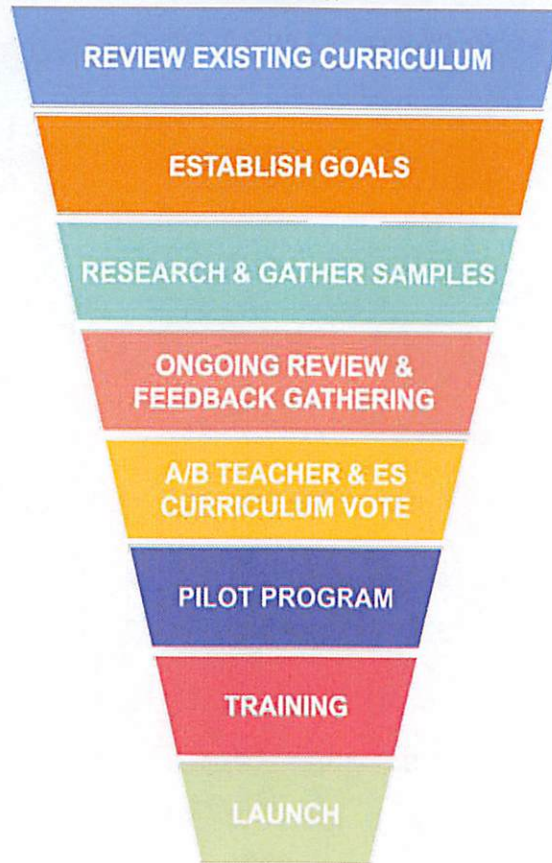 REVIEW EXISTING CURRICULUM
ESTABLISH GOALS
RESEARCH & GATHER SAMPLES
ONGOING REVIEW &
FEEDBACK GATHERING
A/B TEACHER & ES
CURRICULUM VOTE
PILOT PROGRAM
TRAINING
LAUNCH